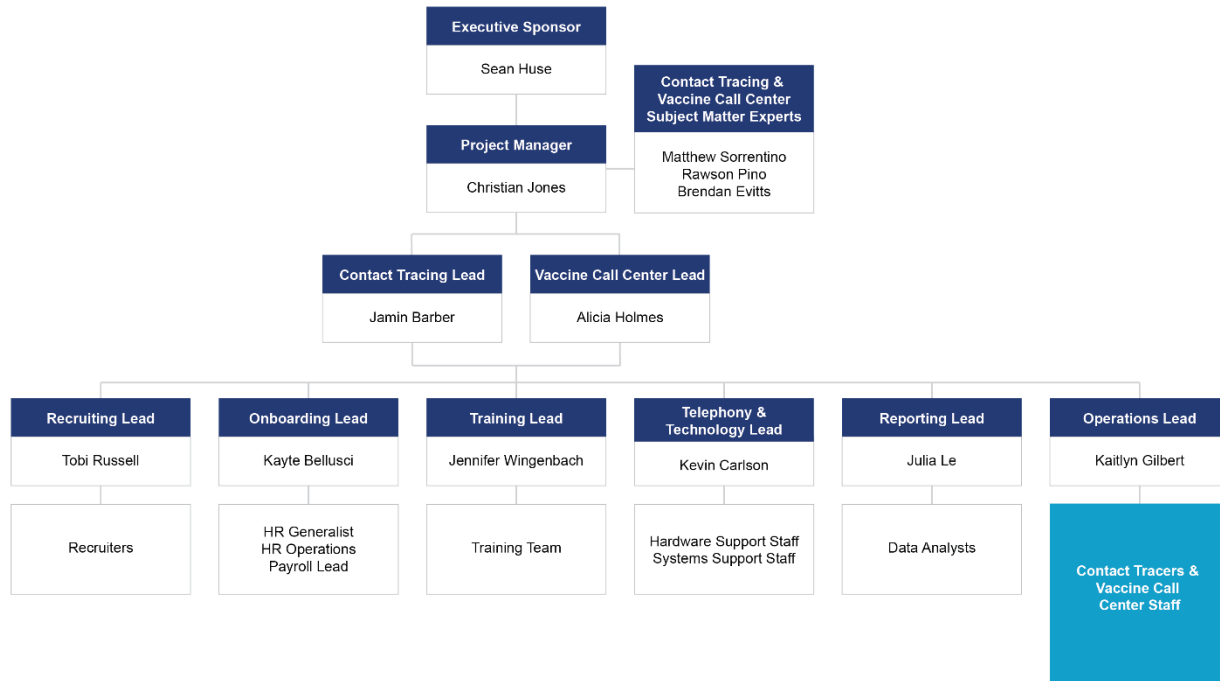 Executive Sponsor
Sean Huse
Contact Tracing &
Vaccine Call Center
Subject Matter Experts
Matthew Sorrentino
Rawson Pino
Brendan Evitts
Project Manager
Christian Jones
Contact Tracing Lead
Jamin Barber
Vaccine Call Center Lead
Alicia Holmes
Recruiting Lead
Tobi Russell
Recruiters
Onboarding Lead
Kayte Bellusci
HR Generalist
HR Operations
Payroll Lead
Training Lead
Jennifer Wingenbach
Training Team
Telephony &
Technology Lead
Kevin Carlson
Hardware Support Staff
Systems Support Staff
Reporting Lead
Julia Le
Data Analysts
Operations Lead
Kaitlyn Gilbert
Contact Tracers &
Vaccine Call
Center Staff